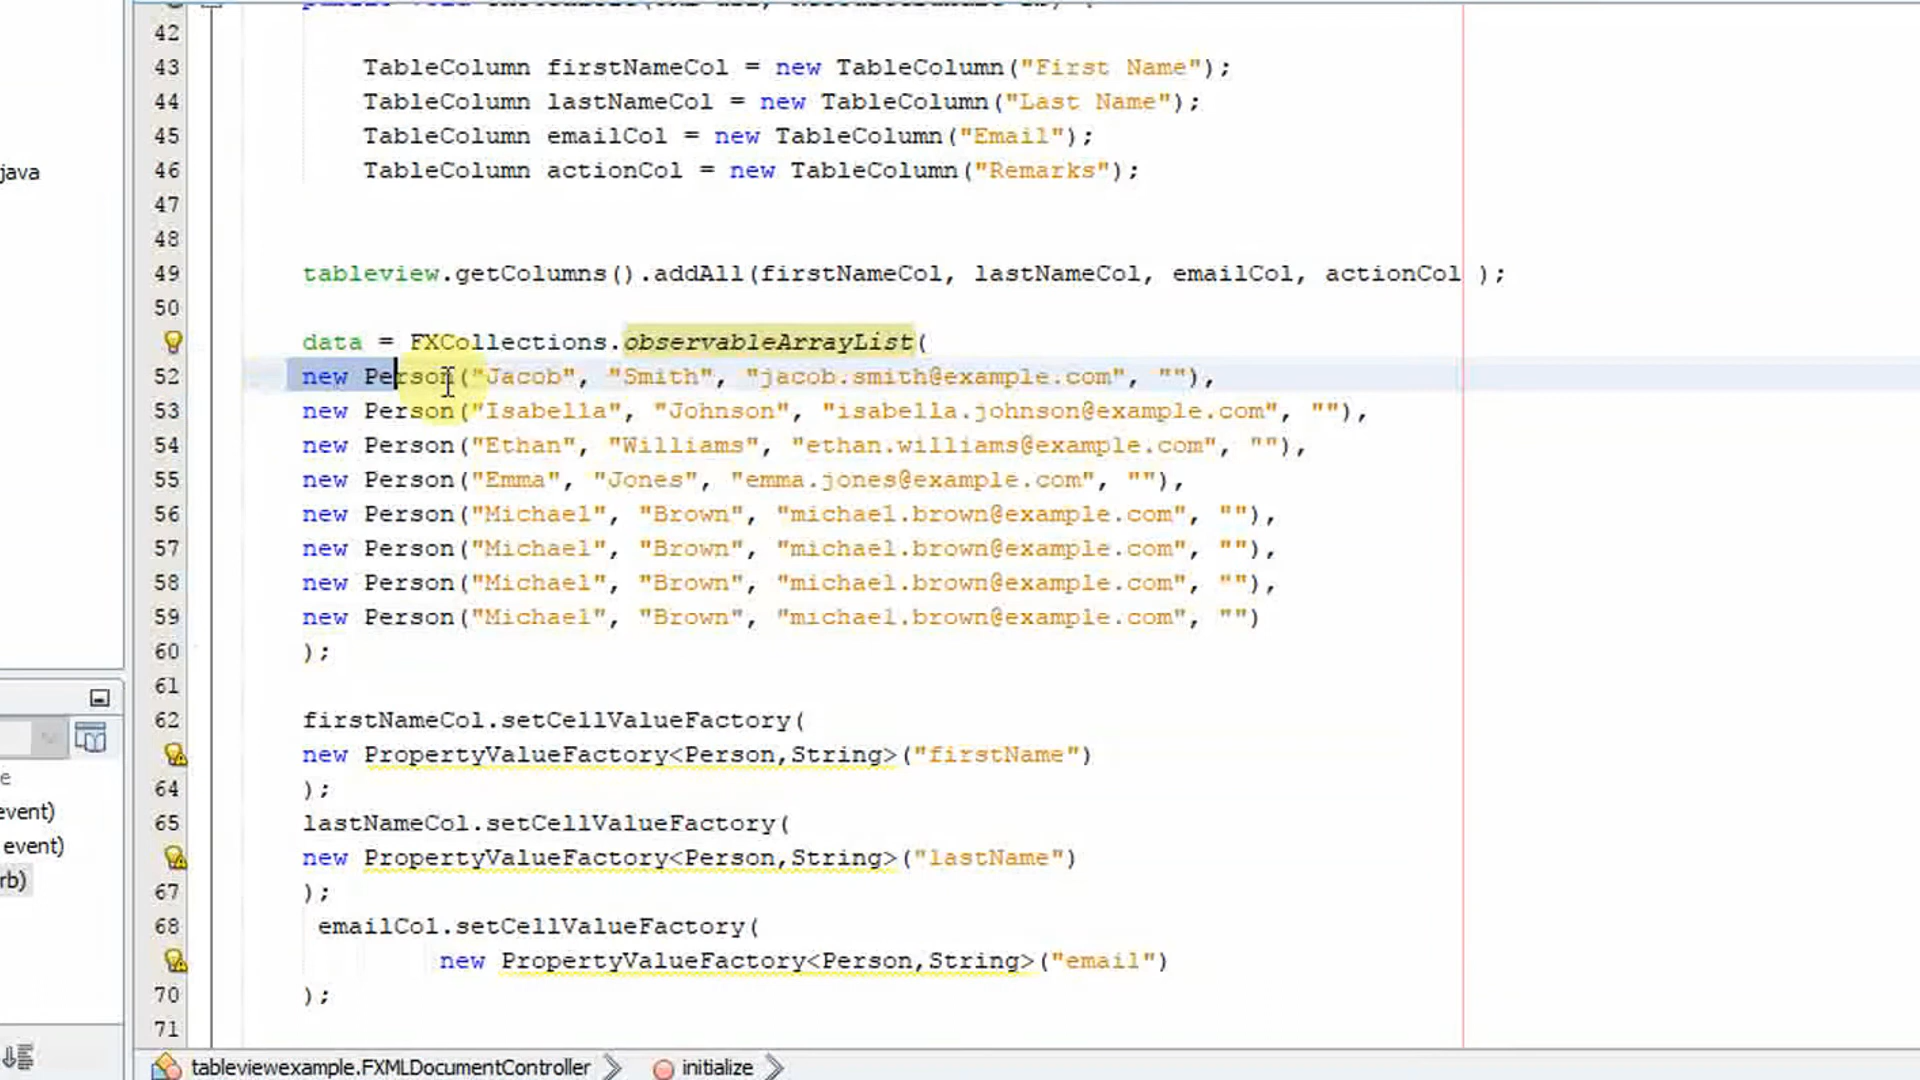 42
43 TableColumn firstNameCol = new TableColumn("First Name");
44 TableColumn lastNameCol = new TableColumn("Last Name");
45 TableColumn emailCol = new TableColumn("Email");
46 TableColumn actionCol = new TableColumn("Remarks");
java
47
48
49 tableview.getColumns().addAll(firstNameCol, lastNameCol, emailCol, actionCol );
50
data = FXCollections.observableArrayList(
52 new Person("Jacob", "Smith", "jacob.smith@example.com", ""),
53 new Person("Isabella", "Johnson", "isabella.johnson@example.com", ""),
54 new Person("Ethan", "Williams", "ethan.williams@example.com", ""),
55 new Person("Emma", "Jones", "emma.jones@example.com", ""),
56 new Person("Michael", "Brown", "michael.brown@example.com", ""),
57 new Person("Michael", "Brown", "michael.brown@example.com", ""),
58 new Person("Michael", "Brown", "michael.brown@example.com", ""),
59 new Person("Michael", "Brown", "michael.brown@example.com", "")
60 );
61
62 firstNameCol.setCellValueFactory(
new PropertyValueFactory<Person,String>("firstName")
64 );
65 lastNameCol.setCellValueFactory(
new PropertyValueFactory<Person,String>("lastName")
67 );
68 emailCol.setCellValueFactory(
new PropertyValueFactory<Person,String>("email")
70 );
71
e
event)
event)
rb)
tableviewexample.FXMLDocumentController
initialize